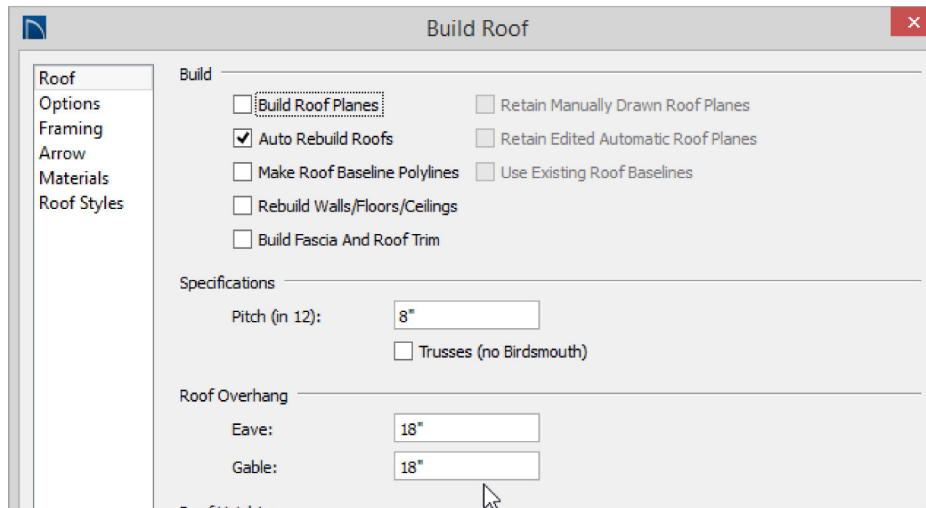 Build Roof
Roof
Options
Framing
Arrow
Materials
Roof Styles
Build
Build Roof Planes
Retain Manually Drawn Roof Planes
Auto Rebuild Roofs
Retain Edited Automatic Roof Planes
Make Roof Baseline Polylines
Use Existing Roof Baselines
Rebuild Walls/Floors/Ceilings
Build Fascia And Roof Trim
Specifications
Pitch (in 12): 8"
Trusses (no Birdsmouth)
Roof Overhang
Eave: 18"
Gable: 18"